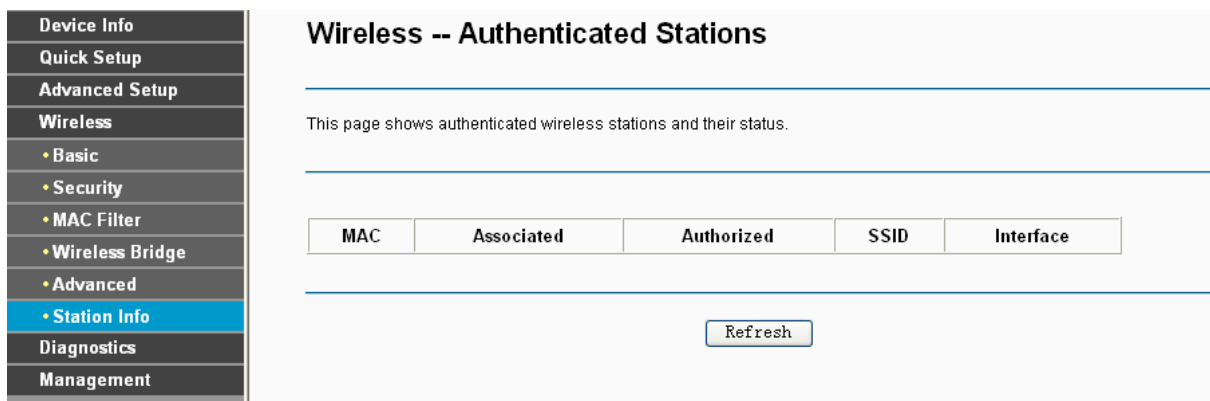 Device Info
Quick Setup
Advanced Setup
Wireless
•Basic
•Security
•MAC Filter
•Wireless Bridge
•Advanced
•Station Info
Diagnostics
Management
Wireless -- Authenticated Stations
This page shows authenticated wireless stations and their status.
MAC Associated Authorized SSID Interface
Refresh